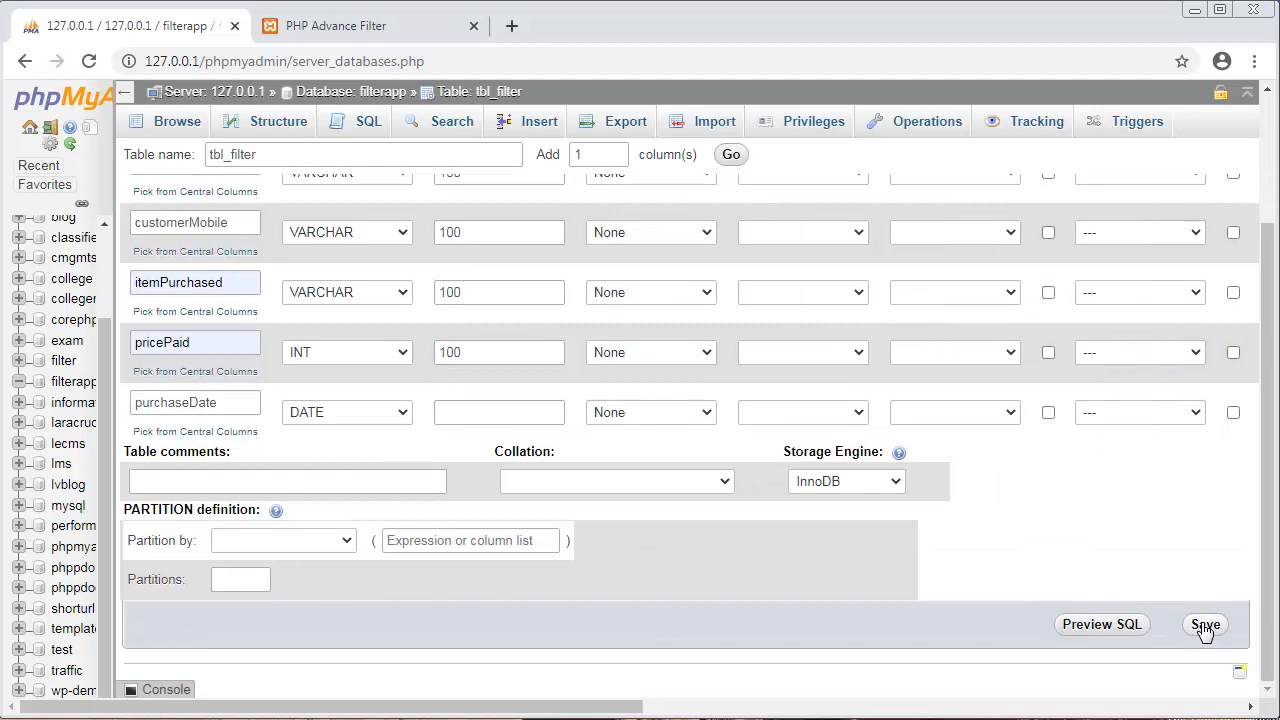 127.0.0.1 / 127.0.0.1 / filterapp /
PHP Advance Filter
127.0.0.1/phpmyadmin/server_databases.php
phpMyA
Server: 127.0.0.1 » Database: filterapp » Table: tbl_filter
Browse Structure SQL Search Insert Export Import Privileges Operations Tracking Triggers
Table name: tbl_filter Add 1 column(s) Go
Recent
Favorites
Pick from Central Columns
customerMobile VARCHAR 100 None ---
Pick from Central Columns
itemPurchased VARCHAR 100 None ---
Pick from Central Columns
pricePaid INT 100 None ---
Pick from Central Columns
purchaseDate DATE None ---
Pick from Central Columns
Table comments: Collation: Storage Engine:
InnoDB
PARTITION definition:
Partition by: ( Expression or column list )
Partitions:
Preview SQL Save
Console
blog
classifie
cmgmts
college
colleger
corephp
exam
filter
filterapp
informat
laracruc
lecms
lms
lvblog
mysql
perform
phpmya
phppdo
phppdo
shorturl
templat
test
traffic
wp-dem